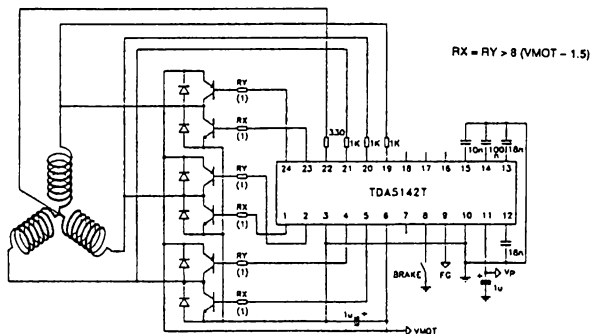 RX = RY > 8 (VMOT - 1.5)
RY
(1)
RX
(1)
RY
(1)
RX
(1)
RY
(1)
RX
(1)
330
1K
1K
1K
10n
100n
18n
24 23 22 21 20 19 18 17 16 15 14 13
TDA5142T
1 2 3 4 5 6 7 8 9 10 11 12
18n
BRAKE
FG
VP
1u
1u
VMOT